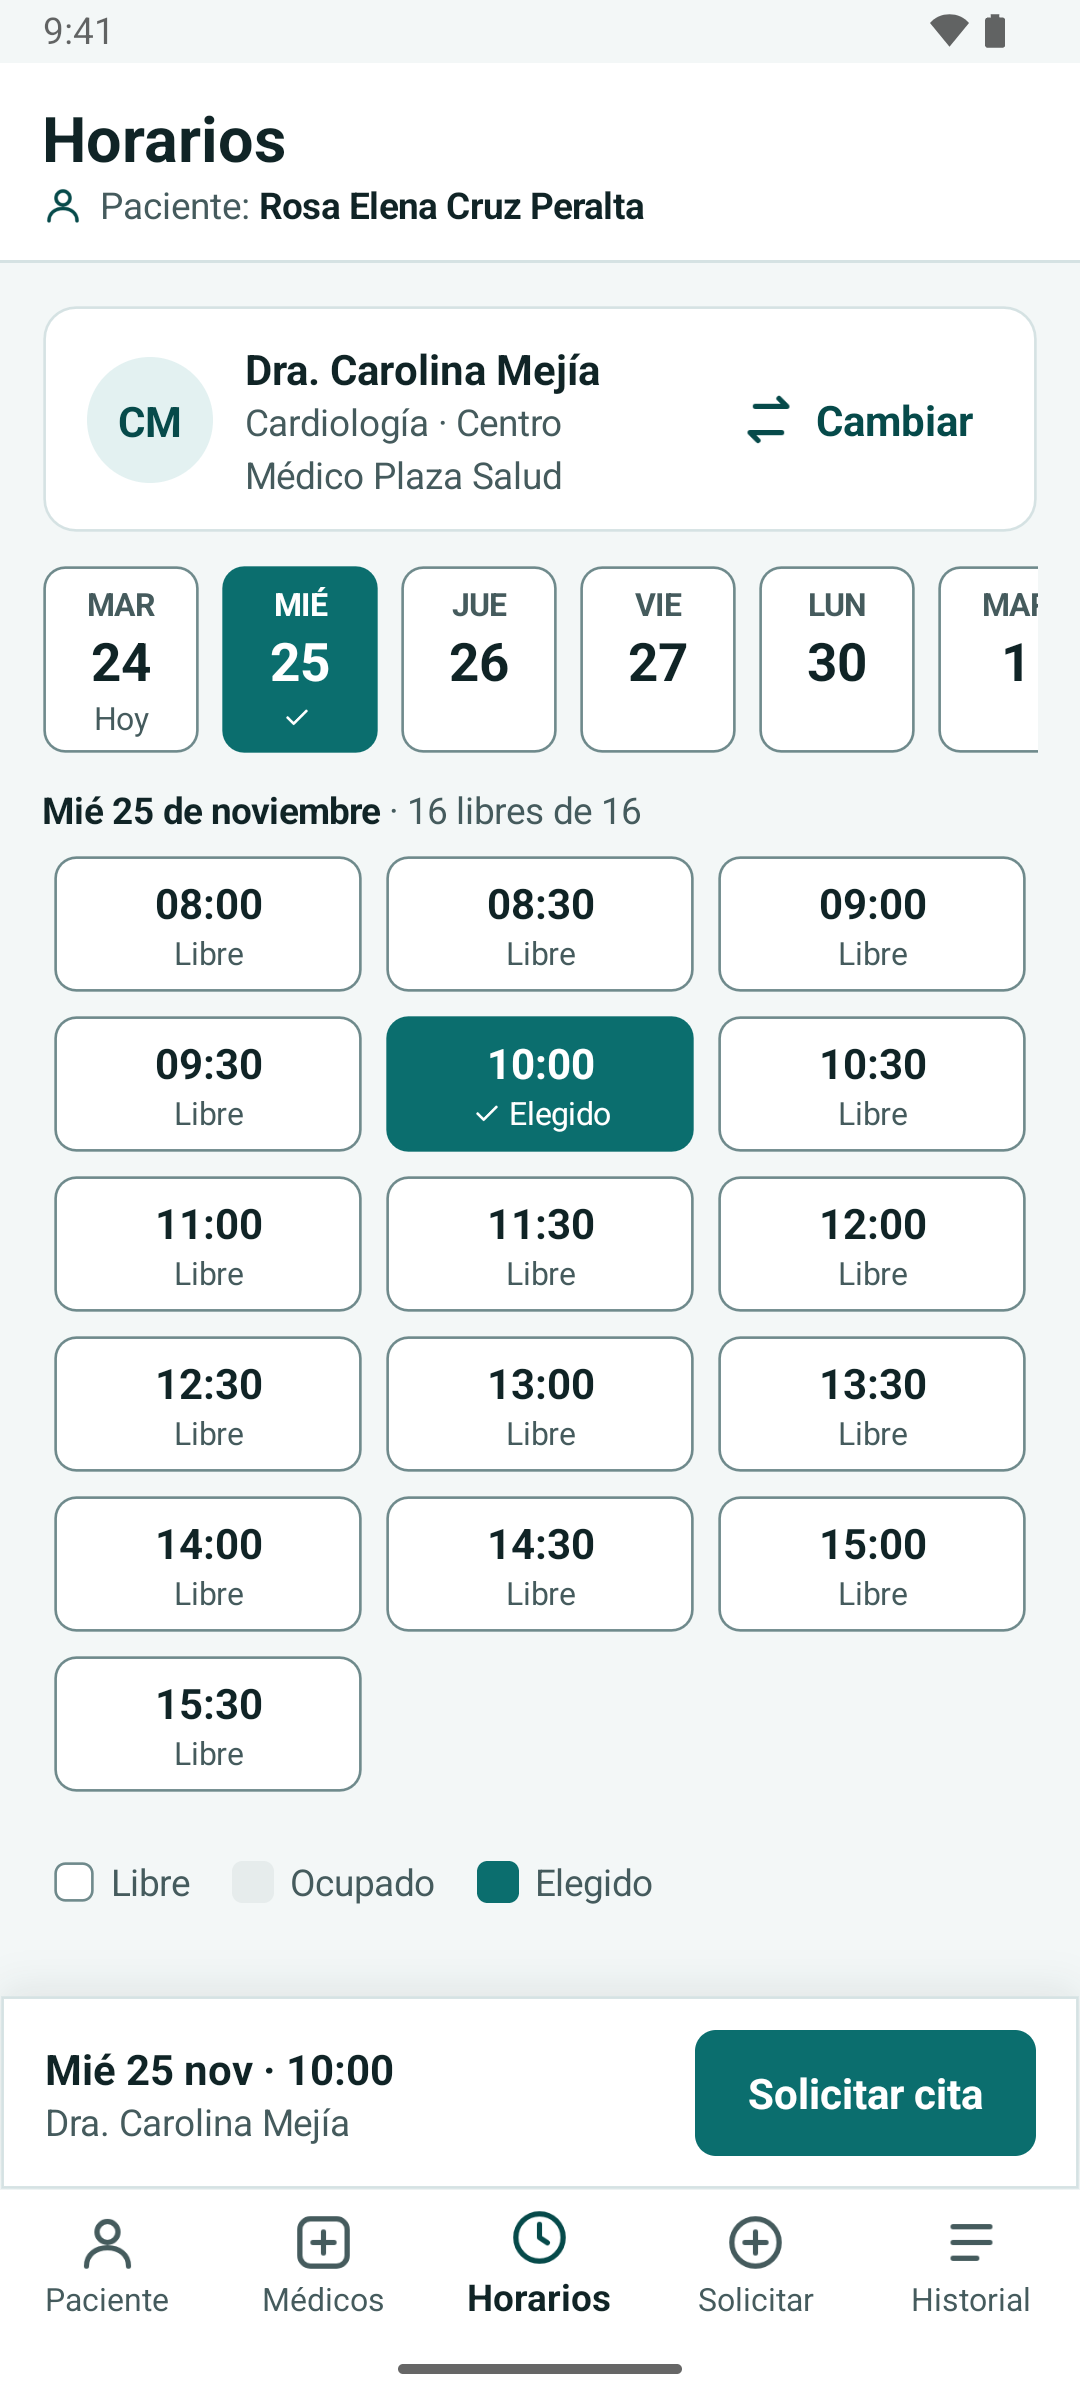 9:41
Horarios
Paciente: Rosa Elena Cruz Peralta
CM
Dra. Carolina Mejía
Cardiología · Centro
Médico Plaza Salud
Cambiar
MAR
24
Hoy
MIÉ
25
JUE
26
VIE
27
LUN
30
MAR
1
Mié 25 de noviembre · 16 libres de 16
08:00
Libre
08:30
Libre
09:00
Libre
09:30
Libre
10:00
Elegido
10:30
Libre
11:00
Libre
11:30
Libre
12:00
Libre
12:30
Libre
13:00
Libre
13:30
Libre
14:00
Libre
14:30
Libre
15:00
Libre
15:30
Libre
Libre
Ocupado
Elegido
Mié 25 nov · 10:00
Dra. Carolina Mejía
Solicitar cita
Paciente
Médicos
Horarios
Solicitar
Historial